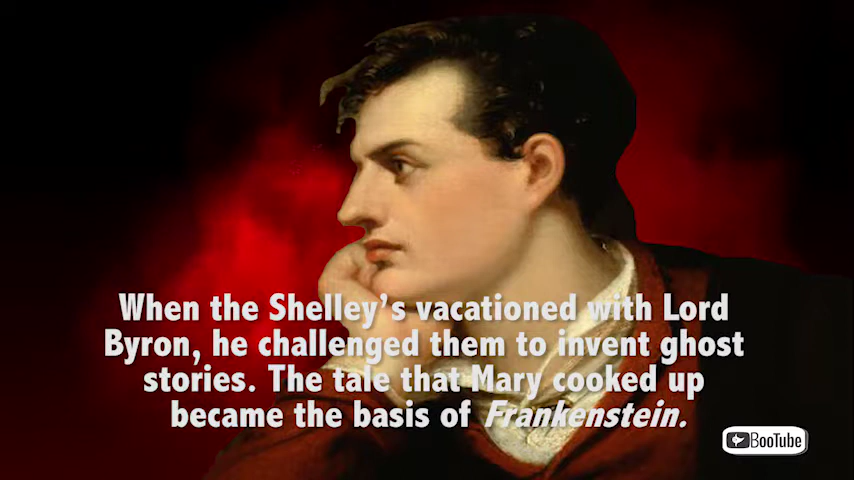 When the Shelley's vacationed with Lord
Byron, he challenged them to invent ghost
stories. The tale that Mary cooked up
became the basis of Frankenstein.
BooTube